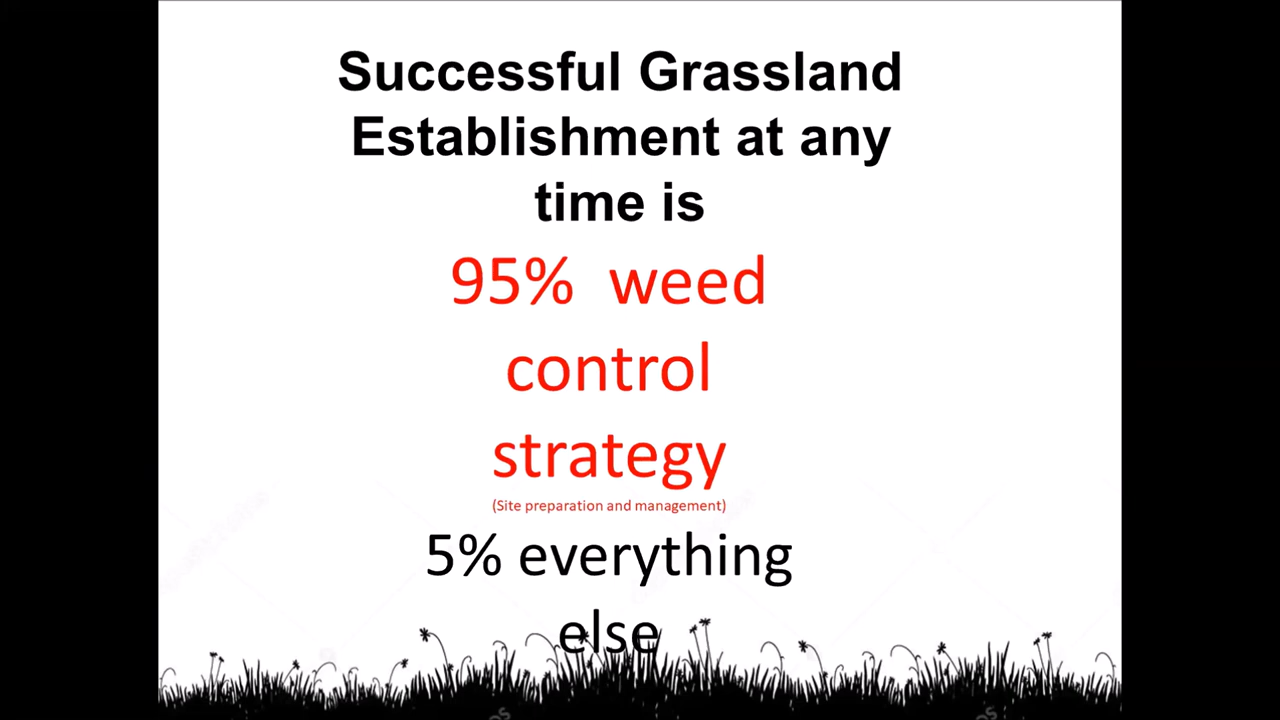 Successful Grassland
Establishment at any
time is
95% weed
control
strategy
(Site preparation and management)
5% everything
else